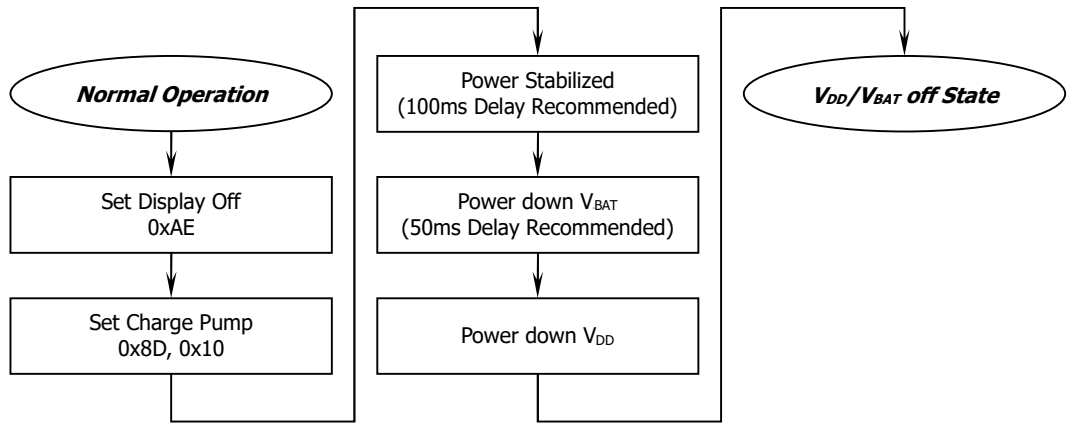 Normal Operation
Set Display Off
0xAE
Set Charge Pump
0x8D, 0x10
Power Stabilized
(100ms Delay Recommended)
Power down VBAT
(50ms Delay Recommended)
Power down VDD
VDD/VBAT off State